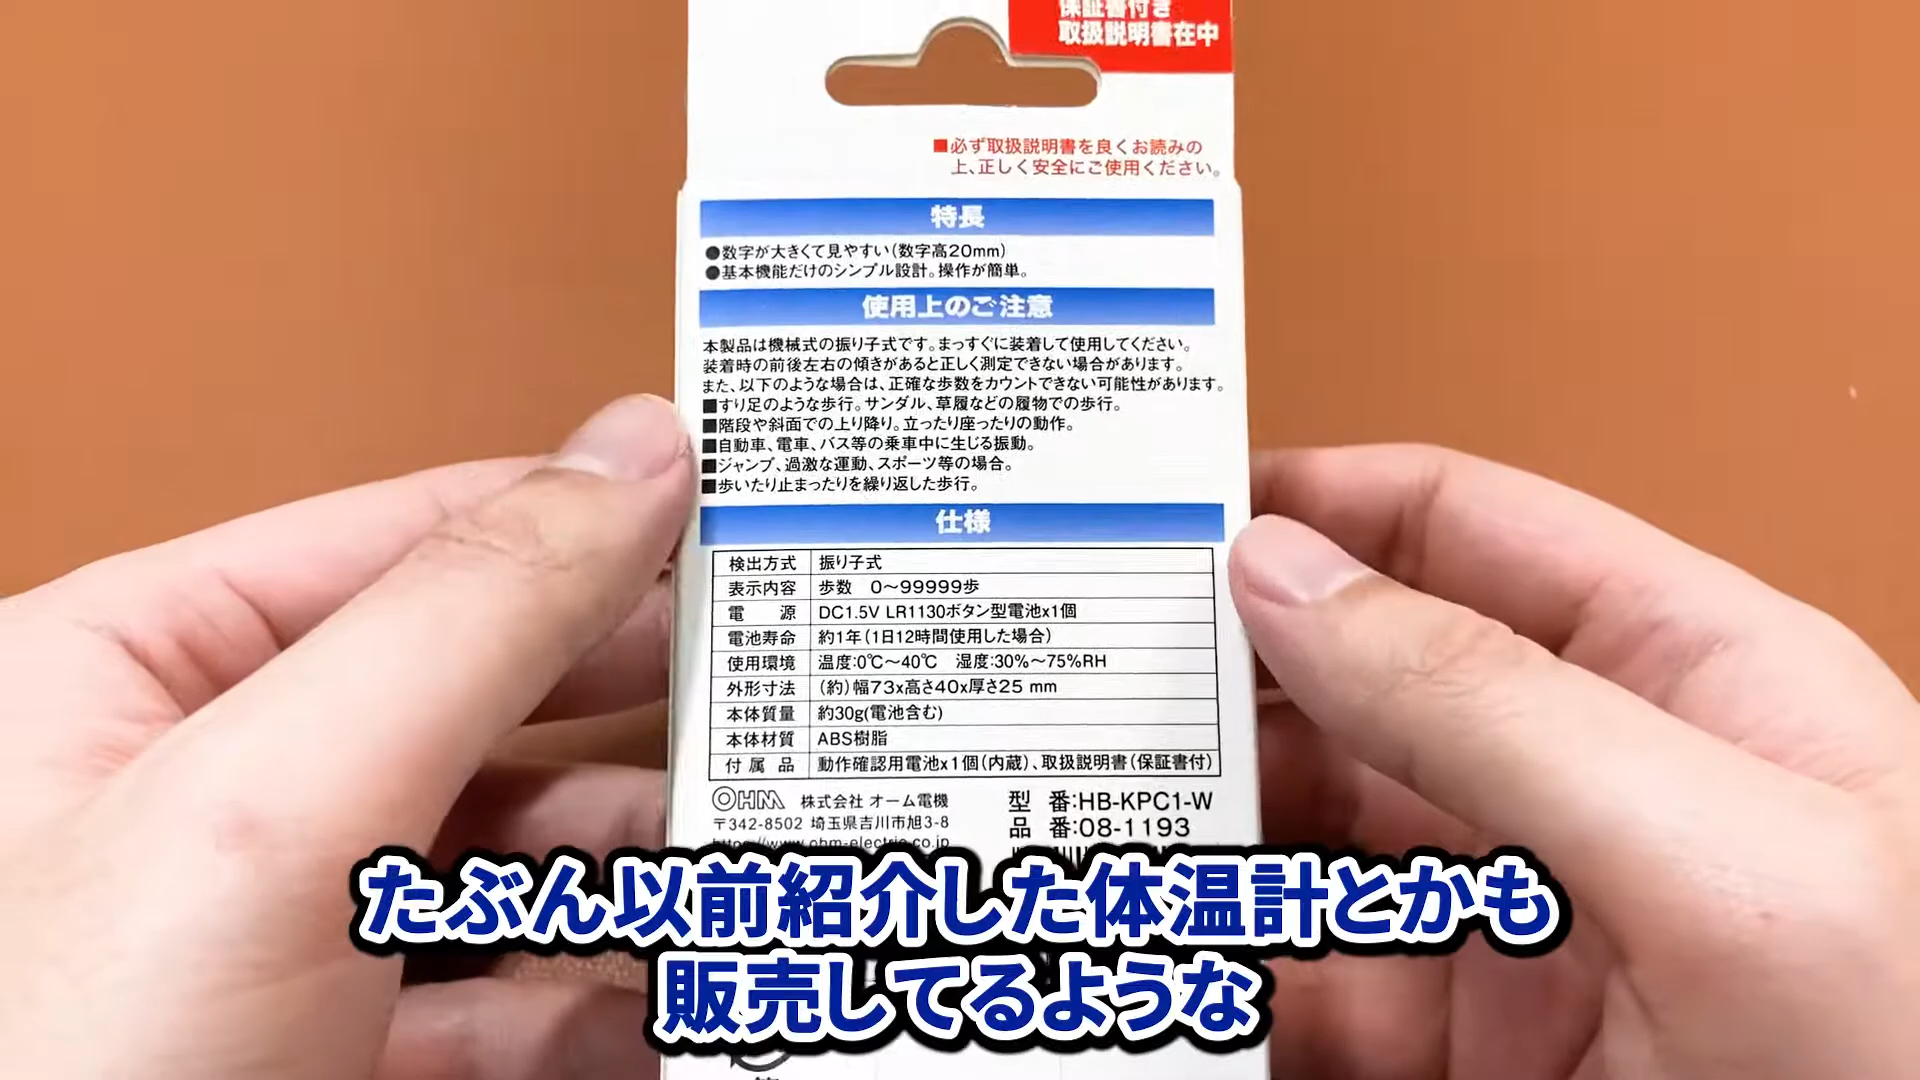 保証書付き
取扱説明書在中
■必ず取扱説明書を良くお読みの
上、正しく安全にご使用ください。
特長
●数字が大きくて見やすい(数字高20mm)
●基本機能だけのシンプル設計。操作が簡単。
使用上のご注意
本製品は機械式の振り子式です。まっすぐに装着して使用してください。
装着時の前後左右の傾きがあると正しく測定できない場合があります。
また、以下のような場合は、正確な歩数をカウントできない可能性があります。
■すり足のような歩行。サンダル、草履などの履物での歩行。
■階段や斜面での上り降り。立ったり座ったりの動作。
■自動車、電車、バス等の乗車中に生じる振動。
■ジャンプ、過激な運動、スポーツ等の場合。
■歩いたり止まったりを繰り返した歩行。
仕様
検出方式 振り子式
表示内容 歩数 0〜99999歩
電 源 DC1.5V LR1130ボタン型電池x1個
電池寿命 約1年(1日12時間使用した場合)
使用環境 温度:0℃〜40℃ 湿度:30%〜75%RH
外形寸法 (約)幅73x高さ40x厚さ25 mm
本体質量 約30g(電池含む)
本体材質 ABS樹脂
付属品 動作確認用電池x1個(内蔵)、取扱説明書(保証書付)
OHM 株式会社 オーム電機
〒342-8502 埼玉県吉川市旭3-8
http://www.ohm-electric.co.jp
型 番:HB-KPC1-W
品 番:08-1193
たぶん以前紹介した体温計とかも
販売してるような